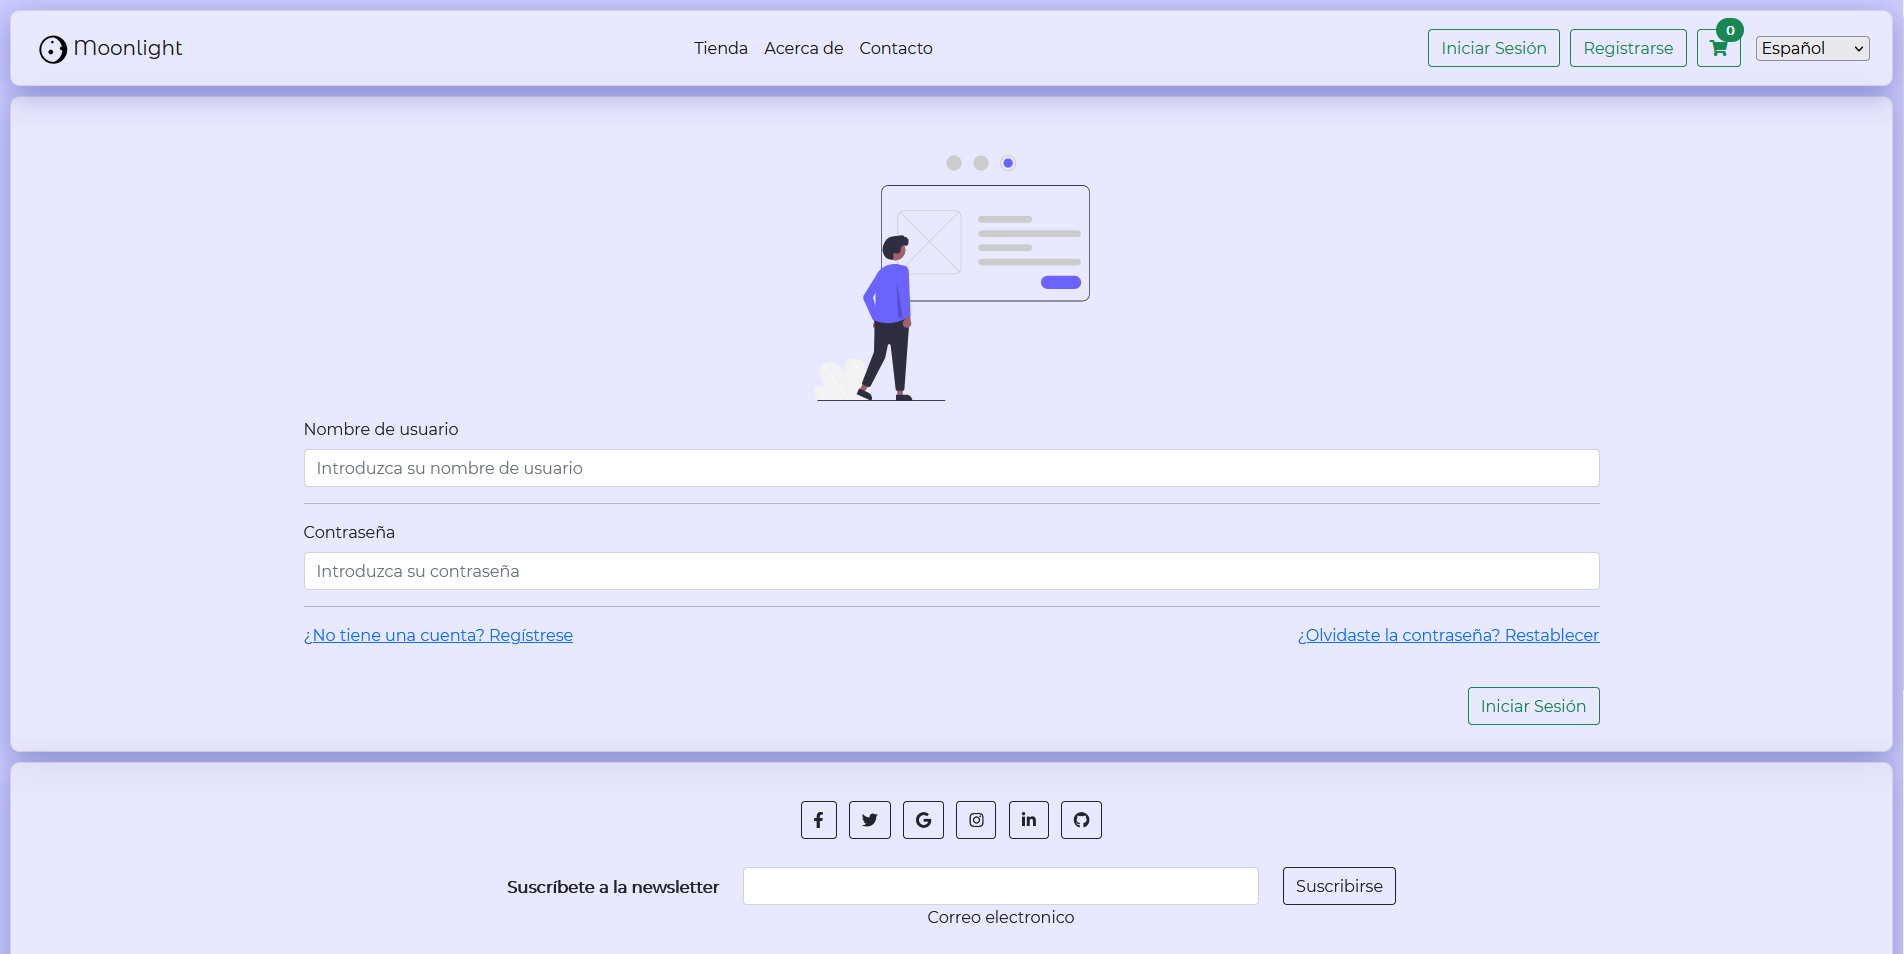 Moonlight
Tienda Acerca de Contacto
Iniciar Sesión Registrarse 0 Español
Nombre de usuario
Introduzca su nombre de usuario
Contraseña
Introduzca su contraseña
¿No tiene una cuenta? Regístrese ¿Olvidaste la contraseña? Restablecer
Iniciar Sesión
Suscríbete a la newsletter Suscribirse
Correo electronico